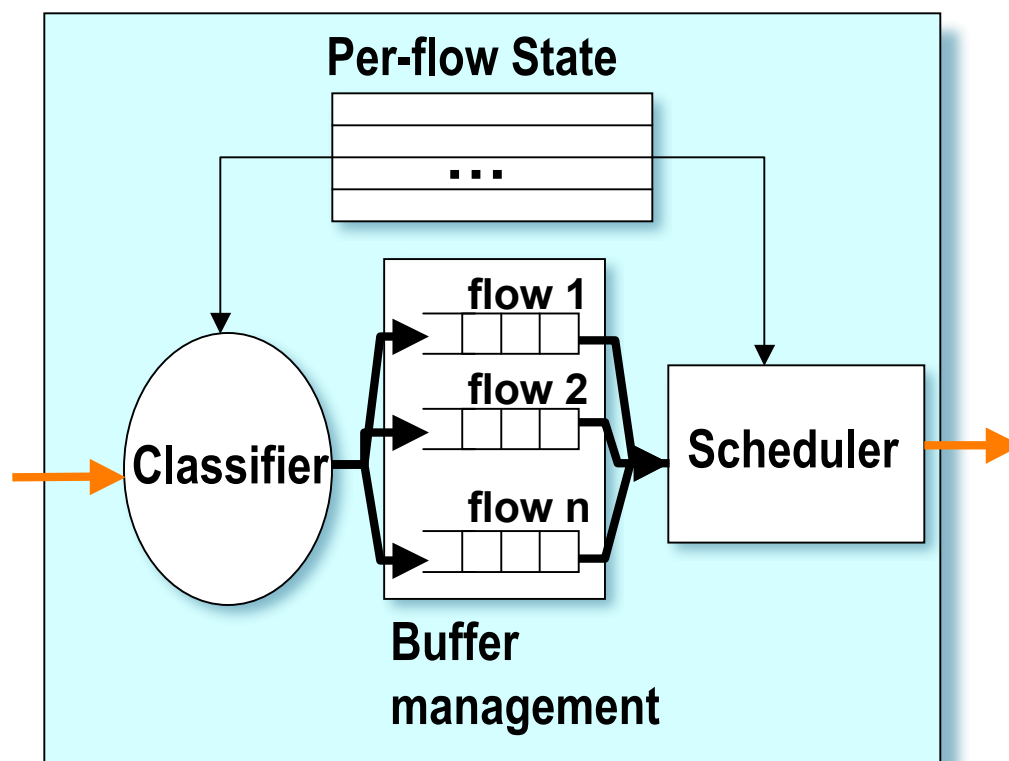 Per-flow State
...
flow 1
flow 2
Classifier
Scheduler
flow n
Buffer
management